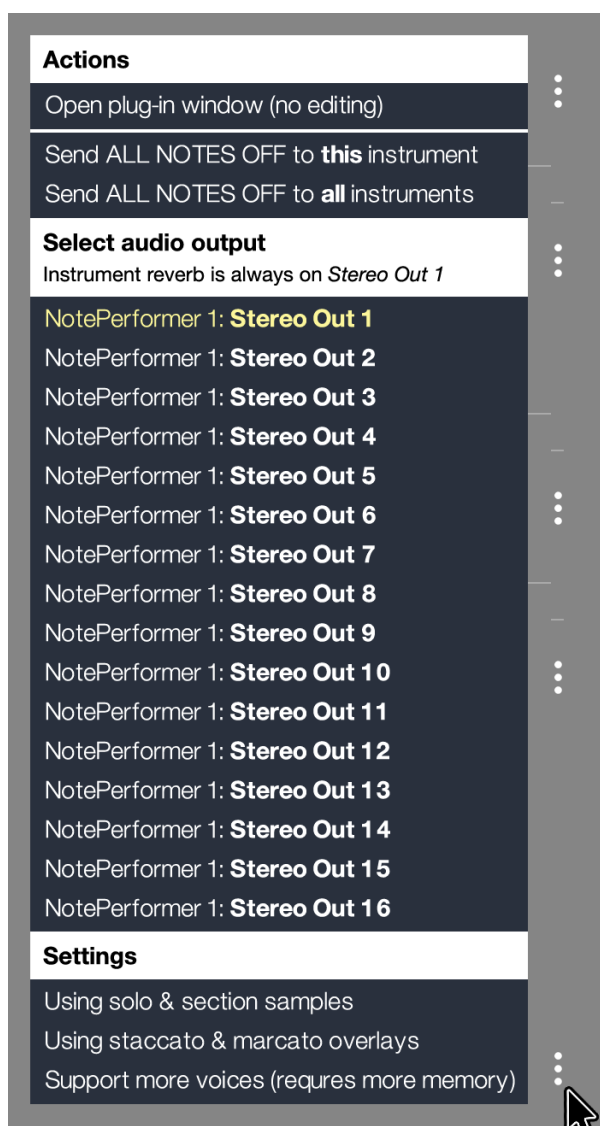 Actions
Open plug-in window (no editing)
Send ALL NOTES OFF to this instrument
Send ALL NOTES OFF to all instruments
Select audio output
Instrument reverb is always on Stereo Out 1
NotePerformer 1: Stereo Out 1
NotePerformer 1: Stereo Out 2
NotePerformer 1: Stereo Out 3
NotePerformer 1: Stereo Out 4
NotePerformer 1: Stereo Out 5
NotePerformer 1: Stereo Out 6
NotePerformer 1: Stereo Out 7
NotePerformer 1: Stereo Out 8
NotePerformer 1: Stereo Out 9
NotePerformer 1: Stereo Out 10
NotePerformer 1: Stereo Out 11
NotePerformer 1: Stereo Out 12
NotePerformer 1: Stereo Out 13
NotePerformer 1: Stereo Out 14
NotePerformer 1: Stereo Out 15
NotePerformer 1: Stereo Out 16
Settings
Using solo & section samples
Using staccato & marcato overlays
Support more voices (requres more memory)